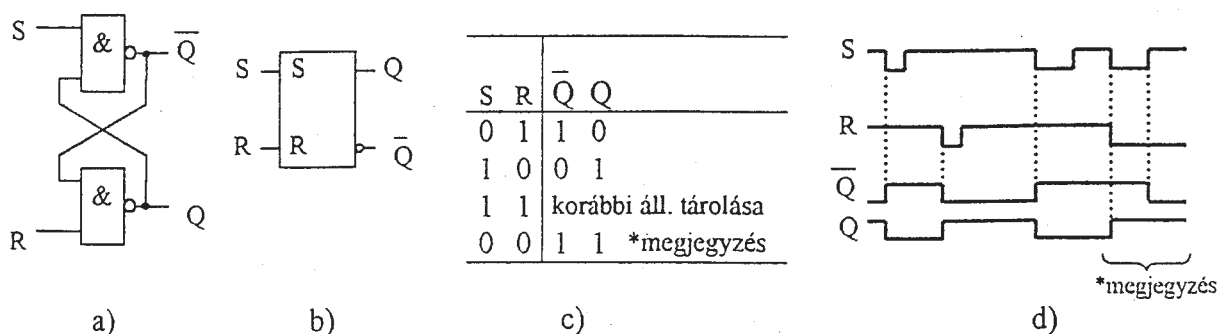 S
&
Q̅
&
Q
R
a)
S S Q
R R Q̅
b)
S R Q̅ Q
0 1 1 0
1 0 0 1
1 1 korábbi áll. tárolása
0 0 1 1 *megjegyzés
c)
S
R
Q̅
Q
*megjegyzés
d)